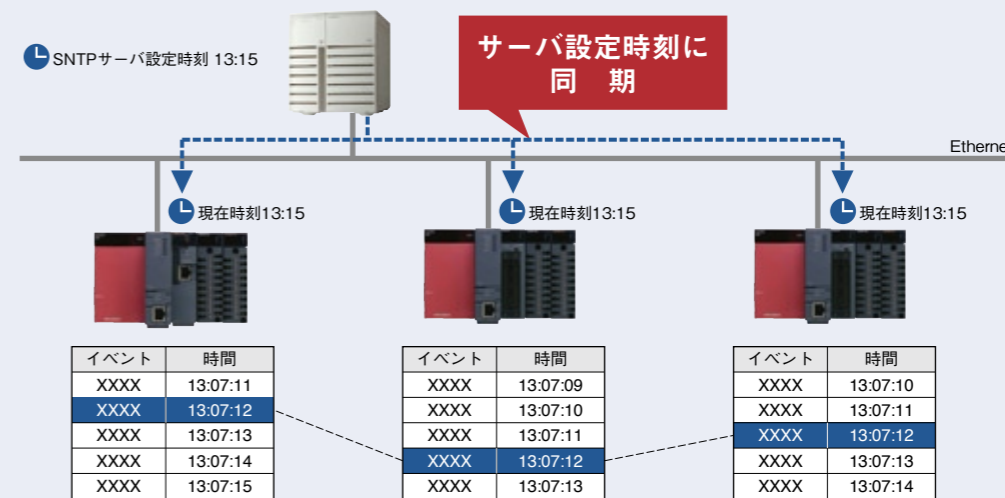 SNTPサーバ設定時刻 13:15
サーバ設定時刻に
同 期
Etherne
現在時刻13:15
現在時刻13:15
現在時刻13:15
イベント 時間
XXXX 13:07:11
XXXX 13:07:12
XXXX 13:07:13
XXXX 13:07:14
XXXX 13:07:15
イベント 時間
XXXX 13:07:09
XXXX 13:07:10
XXXX 13:07:11
XXXX 13:07:12
XXXX 13:07:13
イベント 時間
XXXX 13:07:10
XXXX 13:07:11
XXXX 13:07:12
XXXX 13:07:13
XXXX 13:07:14